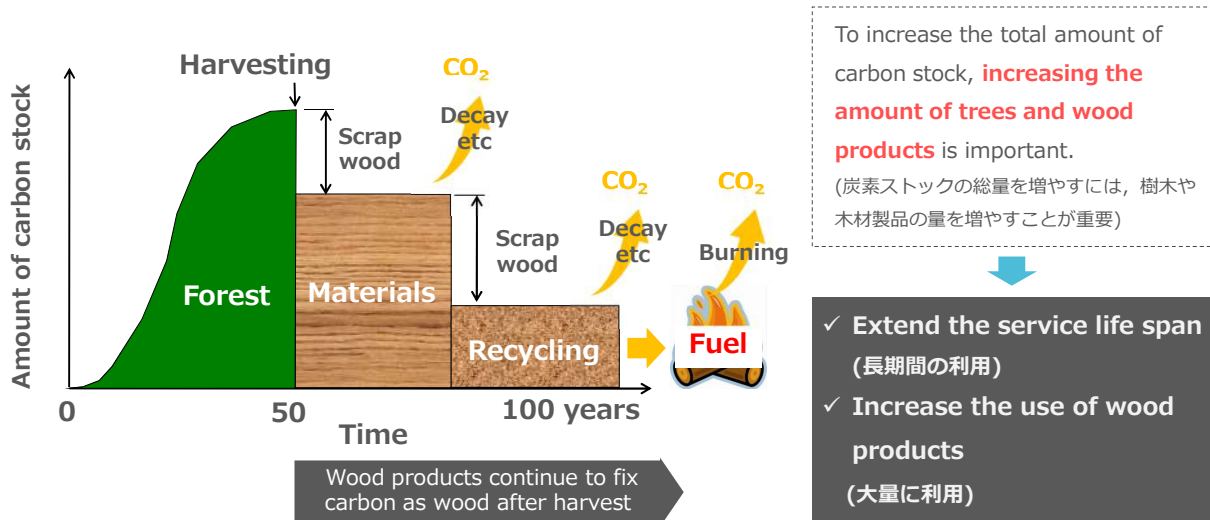 Amount of carbon stock
Harvesting
Scrap
wood
CO₂
Decay
etc
Scrap
wood
CO₂
Decay
etc
CO₂
Burning
Forest
Materials
Recycling
Fuel
0
50
100 years
Time
Wood products continue to fix
carbon as wood after harvest
To increase the total amount of
carbon stock, increasing the
amount of trees and wood
products is important.
(炭素ストックの総量を増やすには，樹木や
木材製品の量を増やすことが重要)
✓ Extend the service life span
(長期間の利用)
✓ Increase the use of wood
products
(大量に利用)